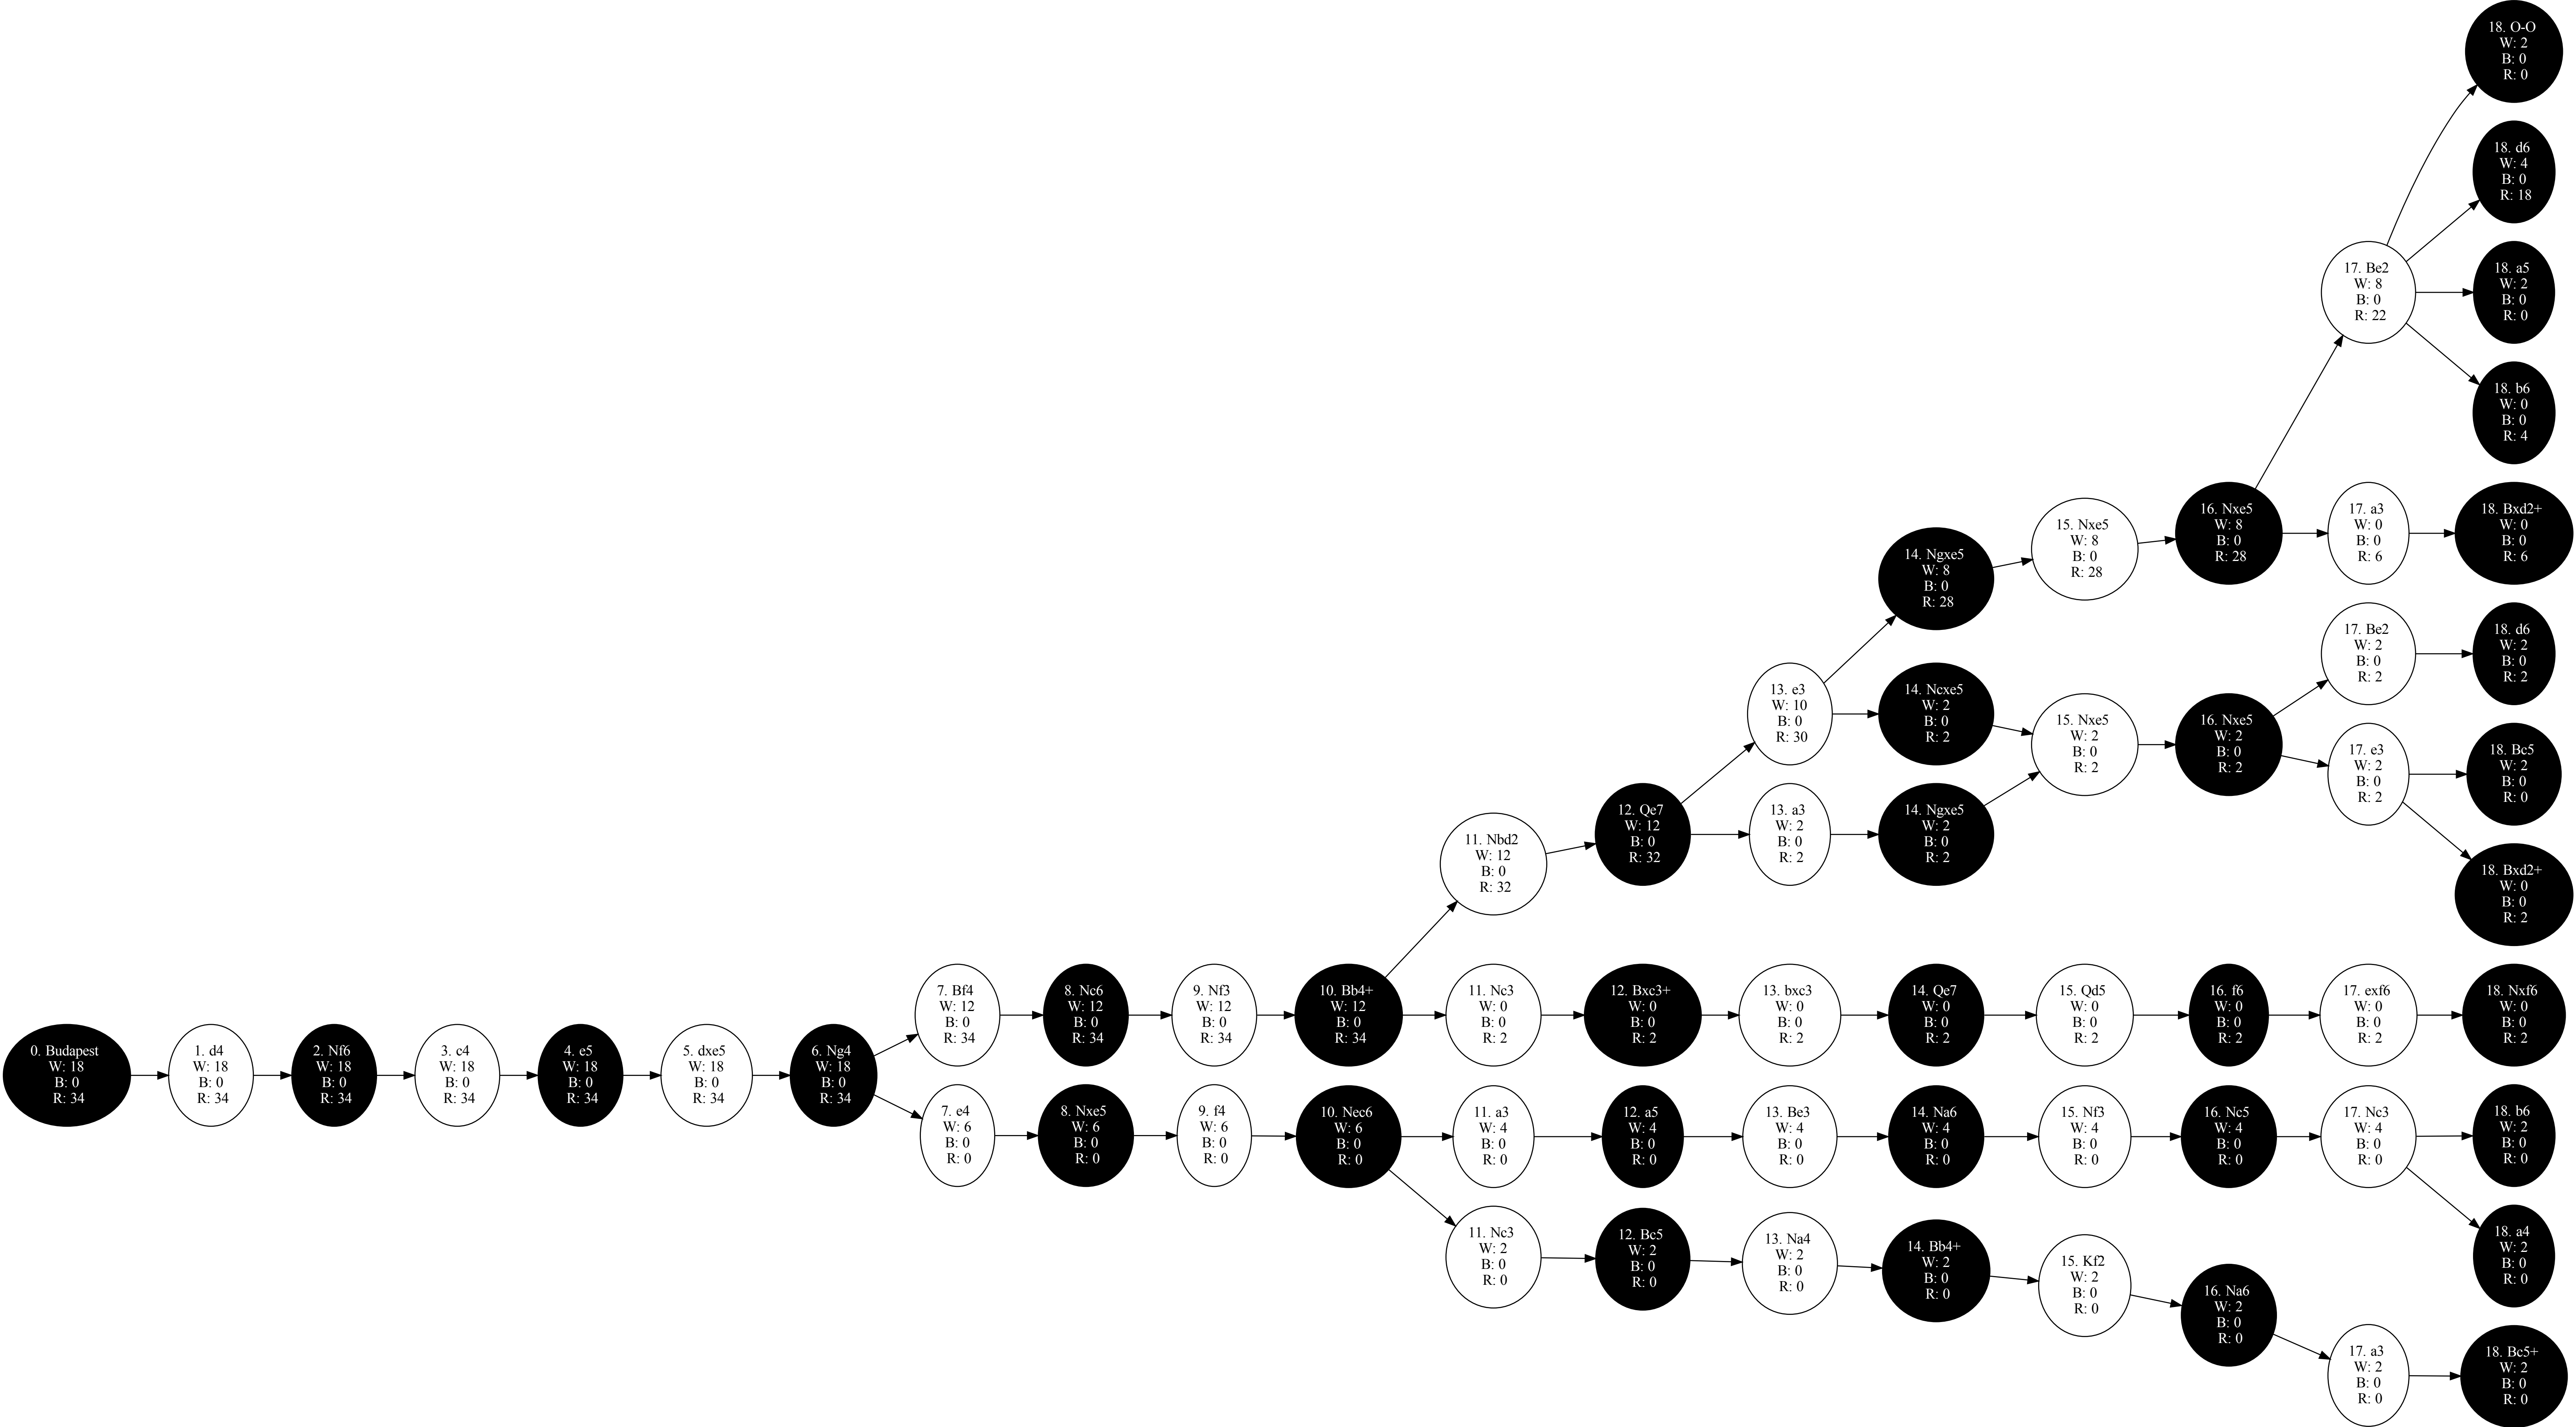 18. O-O
W: 2
B: 0
R: 0
18. d6
W: 4
B: 0
R: 18
17. Be2
W: 8
B: 0
R: 22
18. a5
W: 2
B: 0
R: 0
18. b6
W: 0
B: 0
R: 4
14. Ngxe5
W: 8
B: 0
R: 28
15. Nxe5
W: 8
B: 0
R: 28
16. Nxe5
W: 8
B: 0
R: 28
17. a3
W: 0
B: 0
R: 6
18. Bxd2+
W: 0
B: 0
R: 6
17. Be2
W: 2
B: 0
R: 2
18. d6
W: 2
B: 0
R: 2
13. e3
W: 10
B: 0
R: 30
14. Ncxe5
W: 2
B: 0
R: 2
15. Nxe5
W: 2
B: 0
R: 2
16. Nxe5
W: 2
B: 0
R: 2
17. e3
W: 2
B: 0
R: 2
18. Bc5
W: 2
B: 0
R: 0
11. Nbd2
W: 12
B: 0
R: 32
12. Qe7
W: 12
B: 0
R: 32
13. a3
W: 2
B: 0
R: 2
14. Ngxe5
W: 2
B: 0
R: 2
18. Bxd2+
W: 0
B: 0
R: 2
7. Bf4
W: 12
B: 0
R: 34
8. Nc6
W: 12
B: 0
R: 34
9. Nf3
W: 12
B: 0
R: 34
10. Bb4+
W: 12
B: 0
R: 34
11. Nc3
W: 0
B: 0
R: 2
12. Bxc3+
W: 0
B: 0
R: 2
13. bxc3
W: 0
B: 0
R: 2
14. Qe7
W: 0
B: 0
R: 2
15. Qd5
W: 0
B: 0
R: 2
16. f6
W: 0
B: 0
R: 2
17. exf6
W: 0
B: 0
R: 2
18. Nxf6
W: 0
B: 0
R: 2
0. Budapest
W: 18
B: 0
R: 34
1. d4
W: 18
B: 0
R: 34
2. Nf6
W: 18
B: 0
R: 34
3. c4
W: 18
B: 0
R: 34
4. e5
W: 18
B: 0
R: 34
5. dxe5
W: 18
B: 0
R: 34
6. Ng4
W: 18
B: 0
R: 34
7. e4
W: 6
B: 0
R: 0
8. Nxe5
W: 6
B: 0
R: 0
9. f4
W: 6
B: 0
R: 0
10. Nec6
W: 6
B: 0
R: 0
11. a3
W: 4
B: 0
R: 0
12. a5
W: 4
B: 0
R: 0
13. Be3
W: 4
B: 0
R: 0
14. Na6
W: 4
B: 0
R: 0
15. Nf3
W: 4
B: 0
R: 0
16. Nc5
W: 4
B: 0
R: 0
17. Nc3
W: 4
B: 0
R: 0
18. b6
W: 2
B: 0
R: 0
11. Nc3
W: 2
B: 0
R: 0
12. Bc5
W: 2
B: 0
R: 0
13. Na4
W: 2
B: 0
R: 0
14. Bb4+
W: 2
B: 0
R: 0
15. Kf2
W: 2
B: 0
R: 0
16. Na6
W: 2
B: 0
R: 0
18. a4
W: 2
B: 0
R: 0
17. a3
W: 2
B: 0
R: 0
18. Bc5+
W: 2
B: 0
R: 0